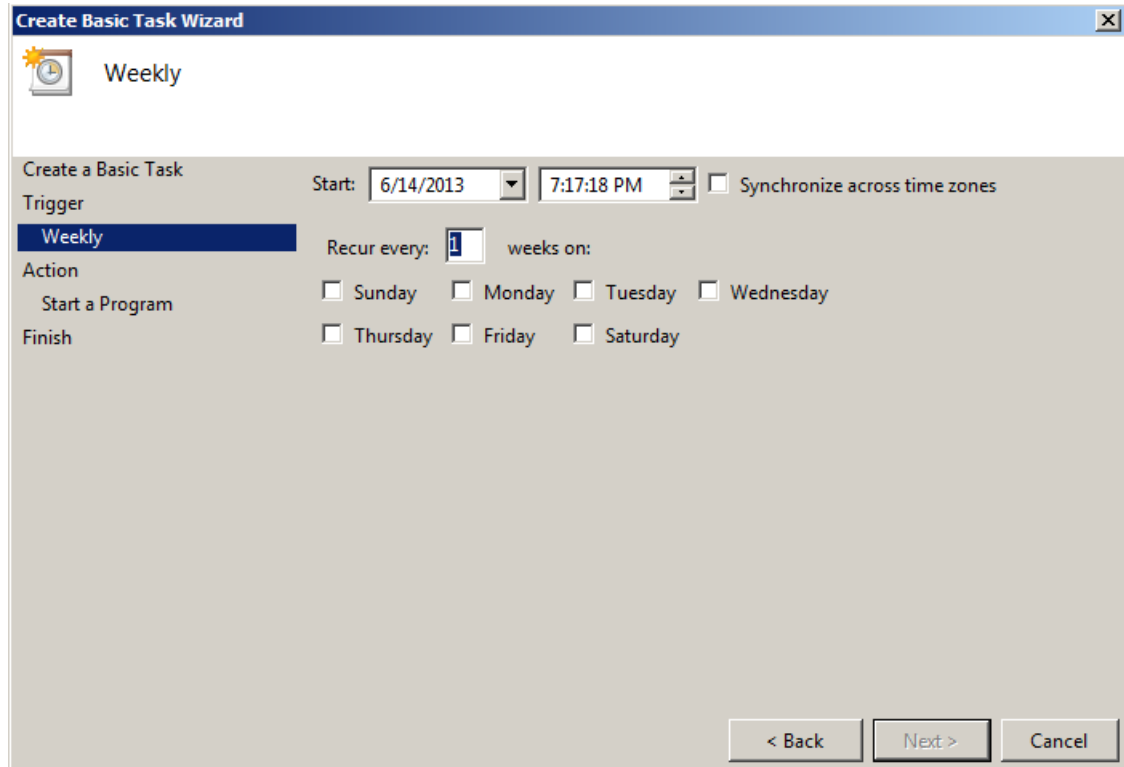 Create Basic Task Wizard
Weekly
Create a Basic Task
Trigger
Weekly
Action
Start a Program
Finish
Start: 6/14/2013 7:17:18 PM Synchronize across time zones
Recur every: 1 weeks on:
Sunday Monday Tuesday Wednesday
Thursday Friday Saturday
< Back Next > Cancel